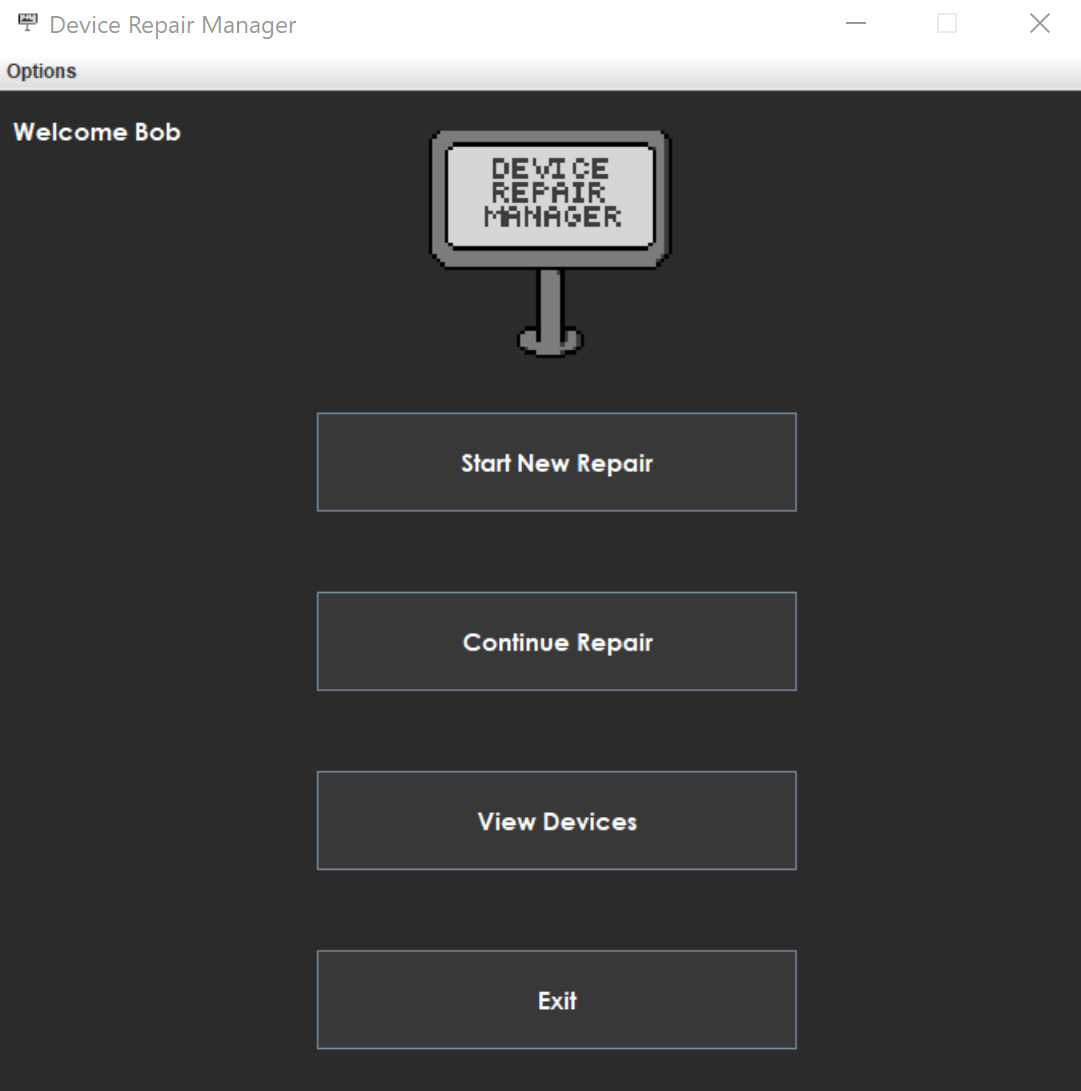 Device Repair Manager
Options
Welcome Bob
DEVICE
REPAIR
MANAGER
Start New Repair
Continue Repair
View Devices
Exit